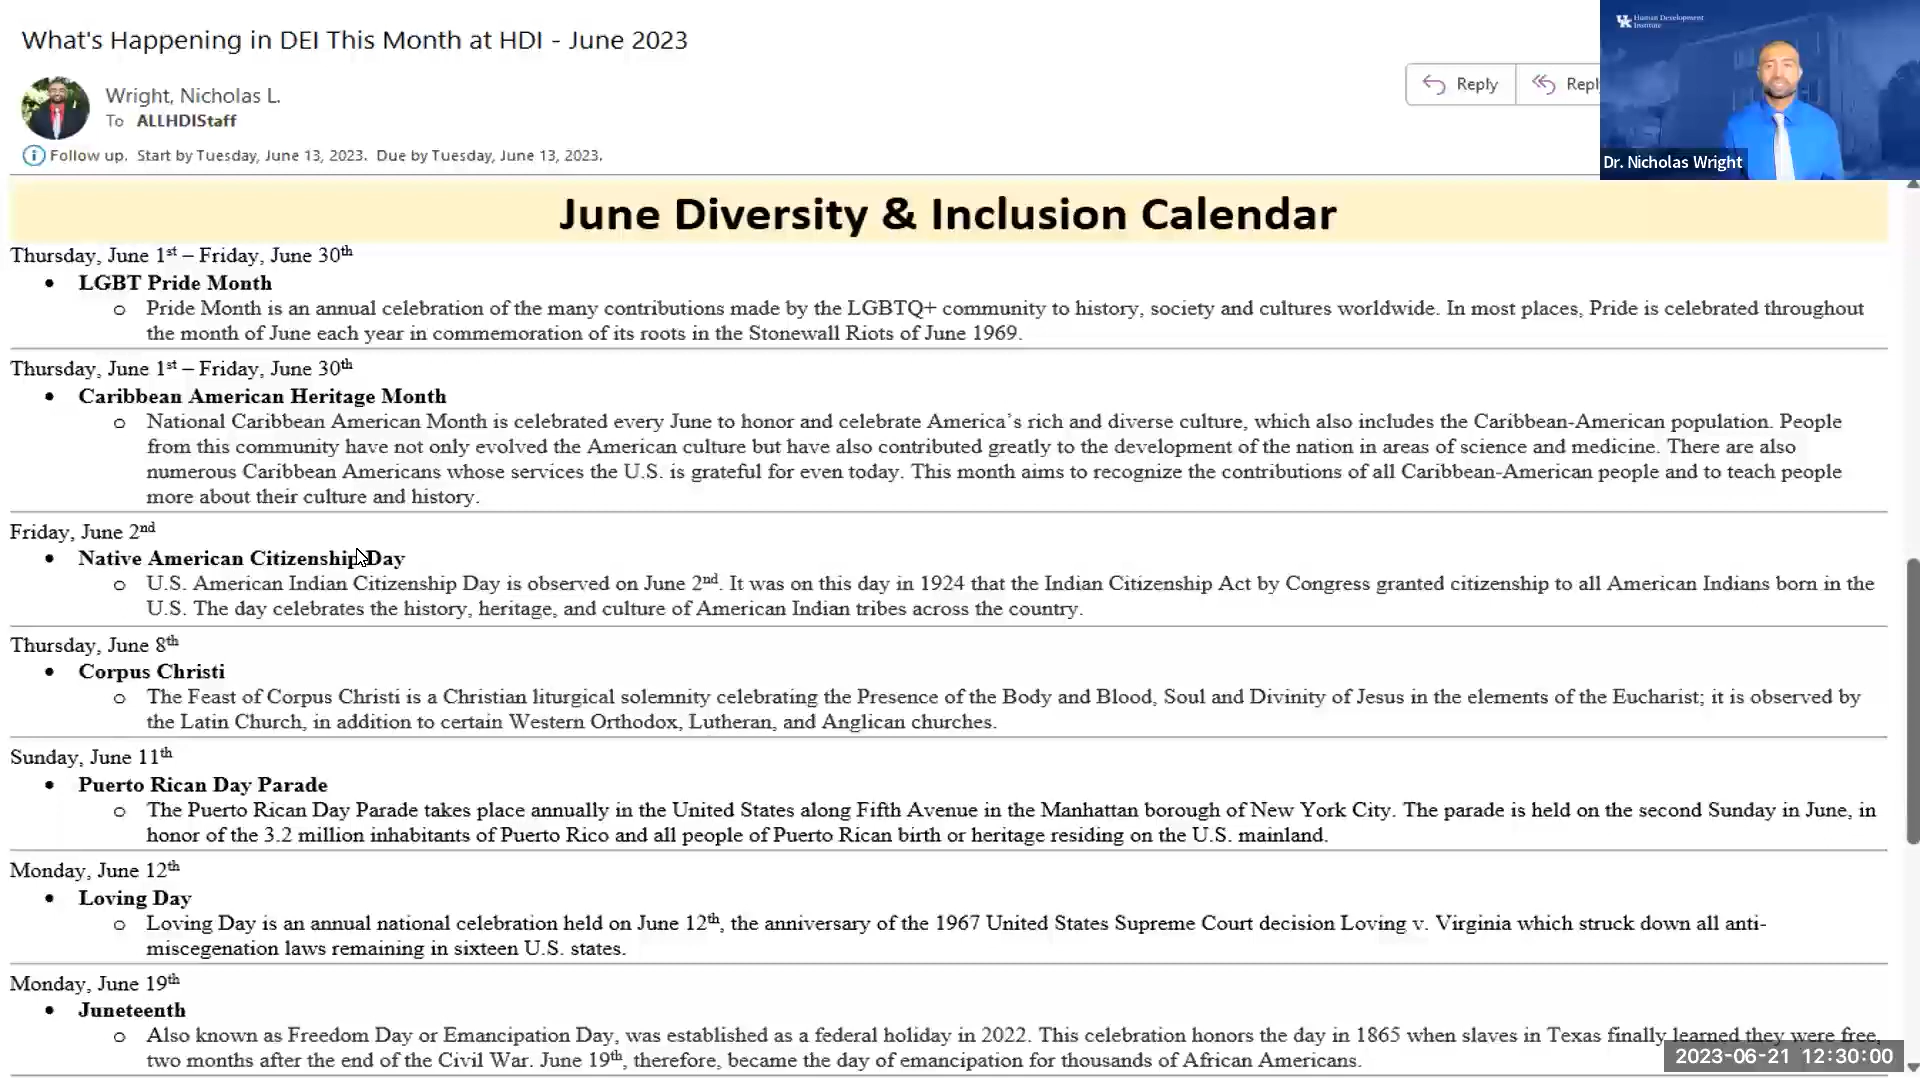 What's Happening in DEI This Month at HDI - June 2023
Human Development
Institute
Wright, Nicholas L.
To ALLHDIStaff
Reply
Repl
Follow up. Start by Tuesday, June 13, 2023. Due by Tuesday, June 13, 2023.
Dr. Nicholas Wright
June Diversity & Inclusion Calendar
Thursday, June 1st – Friday, June 30th
• LGBT Pride Month
o Pride Month is an annual celebration of the many contributions made by the LGBTQ+ community to history, society and cultures worldwide. In most places, Pride is celebrated throughout
the month of June each year in commemoration of its roots in the Stonewall Riots of June 1969.
Thursday, June 1st – Friday, June 30th
• Caribbean American Heritage Month
o National Caribbean American Month is celebrated every June to honor and celebrate America's rich and diverse culture, which also includes the Caribbean-American population. People
from this community have not only evolved the American culture but have also contributed greatly to the development of the nation in areas of science and medicine. There are also
numerous Caribbean Americans whose services the U.S. is grateful for even today. This month aims to recognize the contributions of all Caribbean-American people and to teach people
more about their culture and history.
Friday, June 2nd
• Native American Citizenship Day
o U.S. American Indian Citizenship Day is observed on June 2nd. It was on this day in 1924 that the Indian Citizenship Act by Congress granted citizenship to all American Indians born in the
U.S. The day celebrates the history, heritage, and culture of American Indian tribes across the country.
Thursday, June 8th
• Corpus Christi
o The Feast of Corpus Christi is a Christian liturgical solemnity celebrating the Presence of the Body and Blood, Soul and Divinity of Jesus in the elements of the Eucharist; it is observed by
the Latin Church, in addition to certain Western Orthodox, Lutheran, and Anglican churches.
Sunday, June 11th
• Puerto Rican Day Parade
o The Puerto Rican Day Parade takes place annually in the United States along Fifth Avenue in the Manhattan borough of New York City. The parade is held on the second Sunday in June, in
honor of the 3.2 million inhabitants of Puerto Rico and all people of Puerto Rican birth or heritage residing on the U.S. mainland.
Monday, June 12th
• Loving Day
o Loving Day is an annual national celebration held on June 12th, the anniversary of the 1967 United States Supreme Court decision Loving v. Virginia which struck down all anti-
miscegenation laws remaining in sixteen U.S. states.
Monday, June 19th
• Juneteenth
o Also known as Freedom Day or Emancipation Day, was established as a federal holiday in 2022. This celebration honors the day in 1865 when slaves in Texas finally learned they were free,
two months after the end of the Civil War. June 19th, therefore, became the day of emancipation for thousands of African Americans.
2023-06-21 12:30:00